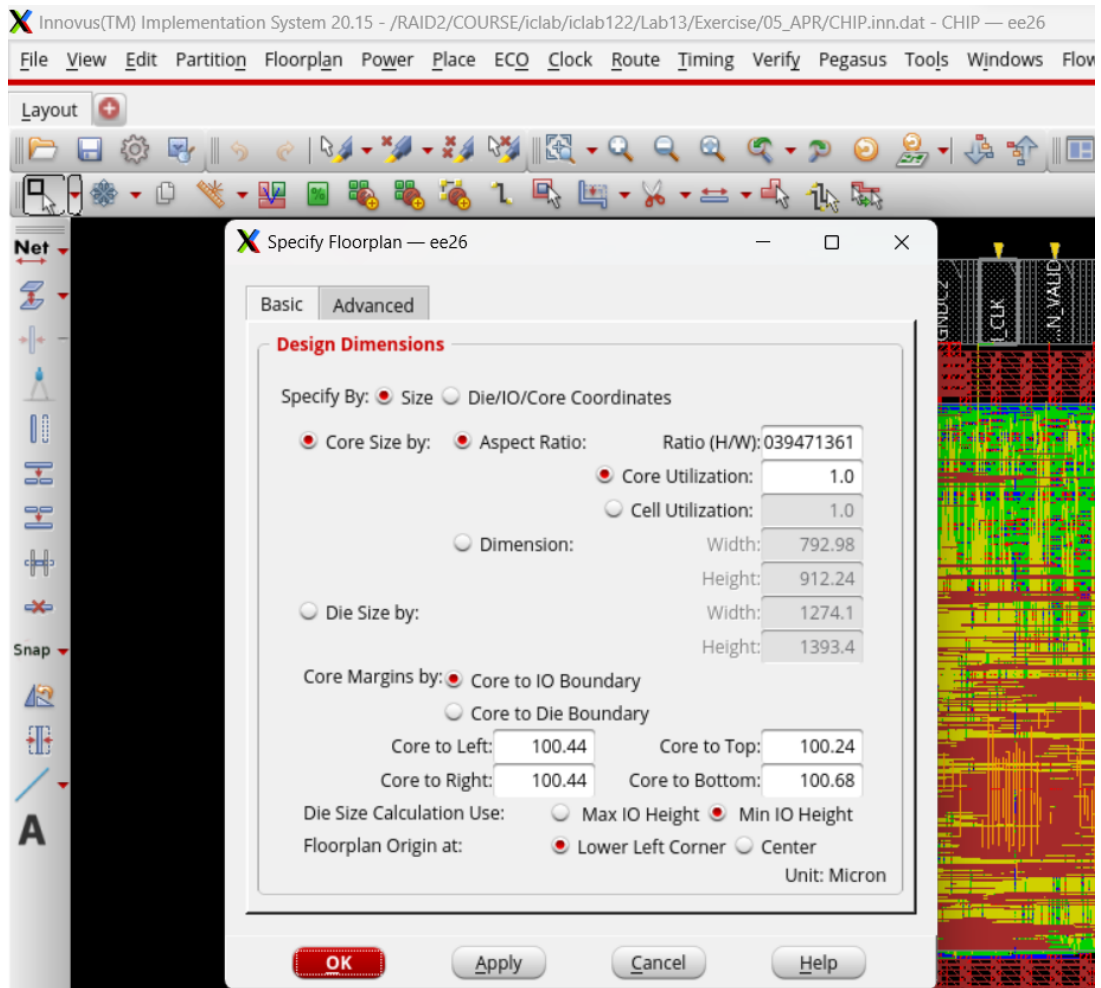 Innovus(TM) Implementation System 20.15 - /RAID2/COURSE/iclab/iclab122/Lab13/Exercise/05_APR/CHIP.inn.dat - CHIP — ee26
File View Edit Partition Floorplan Power Place ECO Clock Route Timing Verify Pegasus Tools Windows Flow
Layout
Net
Specify Floorplan — ee26
GNDC2
I_CLK
...N_VALID
Basic Advanced
Design Dimensions
Specify By: Size Die/IO/Core Coordinates
Core Size by: Aspect Ratio: Ratio (H/W): 039471361
Core Utilization: 1.0
Cell Utilization: 1.0
Dimension: Width: 792.98
Height: 912.24
Die Size by: Width: 1274.1
Height: 1393.4
Snap
Core Margins by: Core to IO Boundary
Core to Die Boundary
Core to Left: 100.44 Core to Top: 100.24
Core to Right: 100.44 Core to Bottom: 100.68
Die Size Calculation Use: Max IO Height Min IO Height
Floorplan Origin at: Lower Left Corner Center
Unit: Micron
A
OK Apply Cancel Help